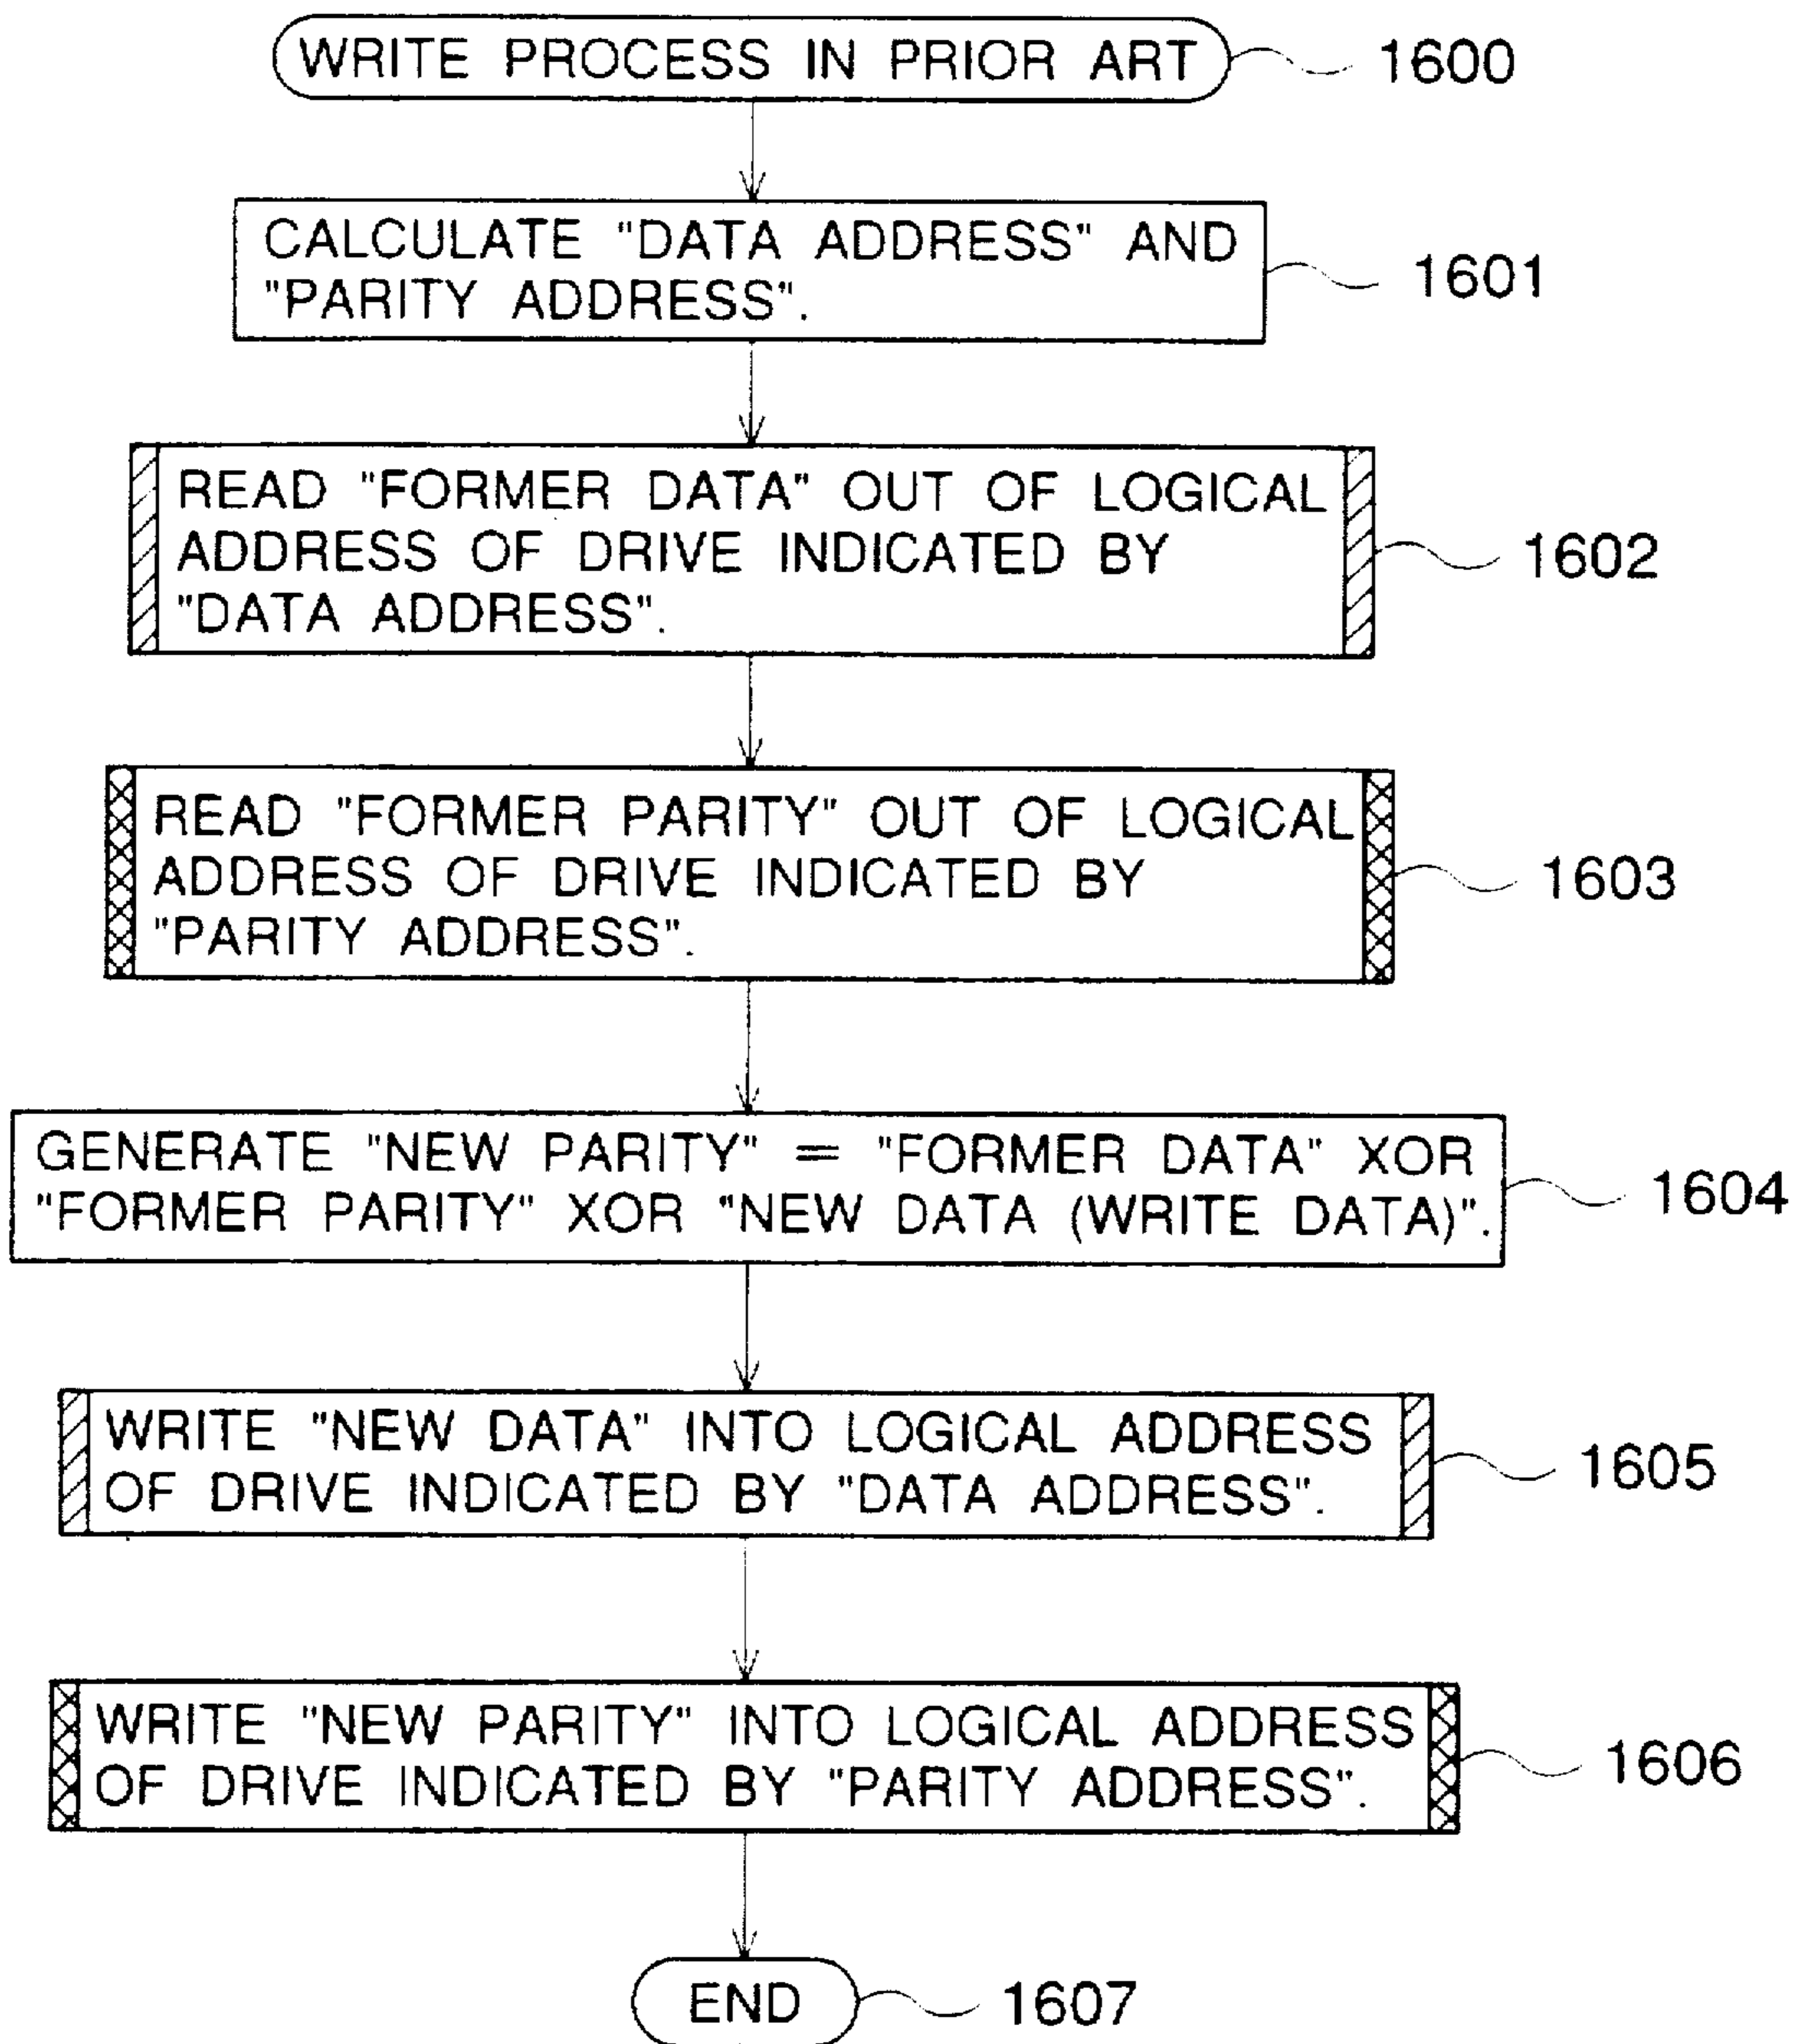 WRITE PROCESS IN PRIOR ART
1600
CALCULATE "DATA ADDRESS" AND
"PARITY ADDRESS".
1601
READ "FORMER DATA" OUT OF LOGICAL
ADDRESS OF DRIVE INDICATED BY
"DATA ADDRESS".
1602
READ "FORMER PARITY" OUT OF LOGICAL
ADDRESS OF DRIVE INDICATED BY
"PARITY ADDRESS".
1603
GENERATE "NEW PARITY" = "FORMER DATA" XOR
"FORMER PARITY" XOR "NEW DATA (WRITE DATA)".
1604
WRITE "NEW DATA" INTO LOGICAL ADDRESS
OF DRIVE INDICATED BY "DATA ADDRESS".
1605
WRITE "NEW PARITY" INTO LOGICAL ADDRESS
OF DRIVE INDICATED BY "PARITY ADDRESS".
1606
END
1607